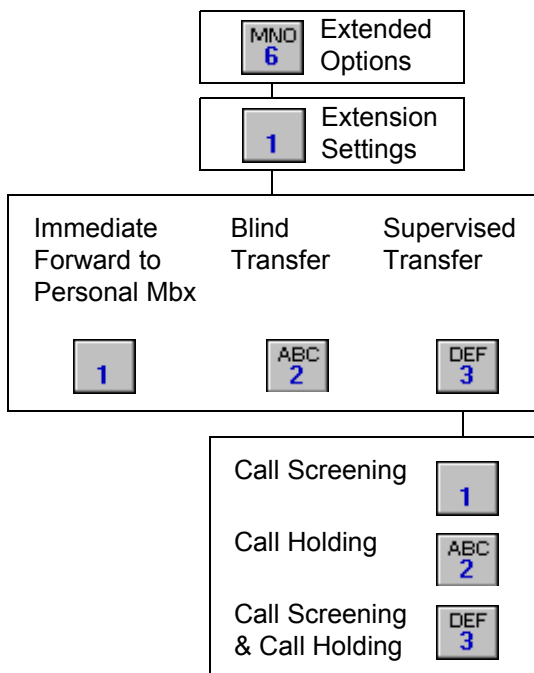 MNO
6
Extended
Options
1
Extension
Settings
Immediate
Forward to
Personal Mbx
1
Blind
Transfer
ABC
2
Supervised
Transfer
DEF
3
Call Screening
1
Call Holding
ABC
2
Call Screening
& Call Holding
DEF
3